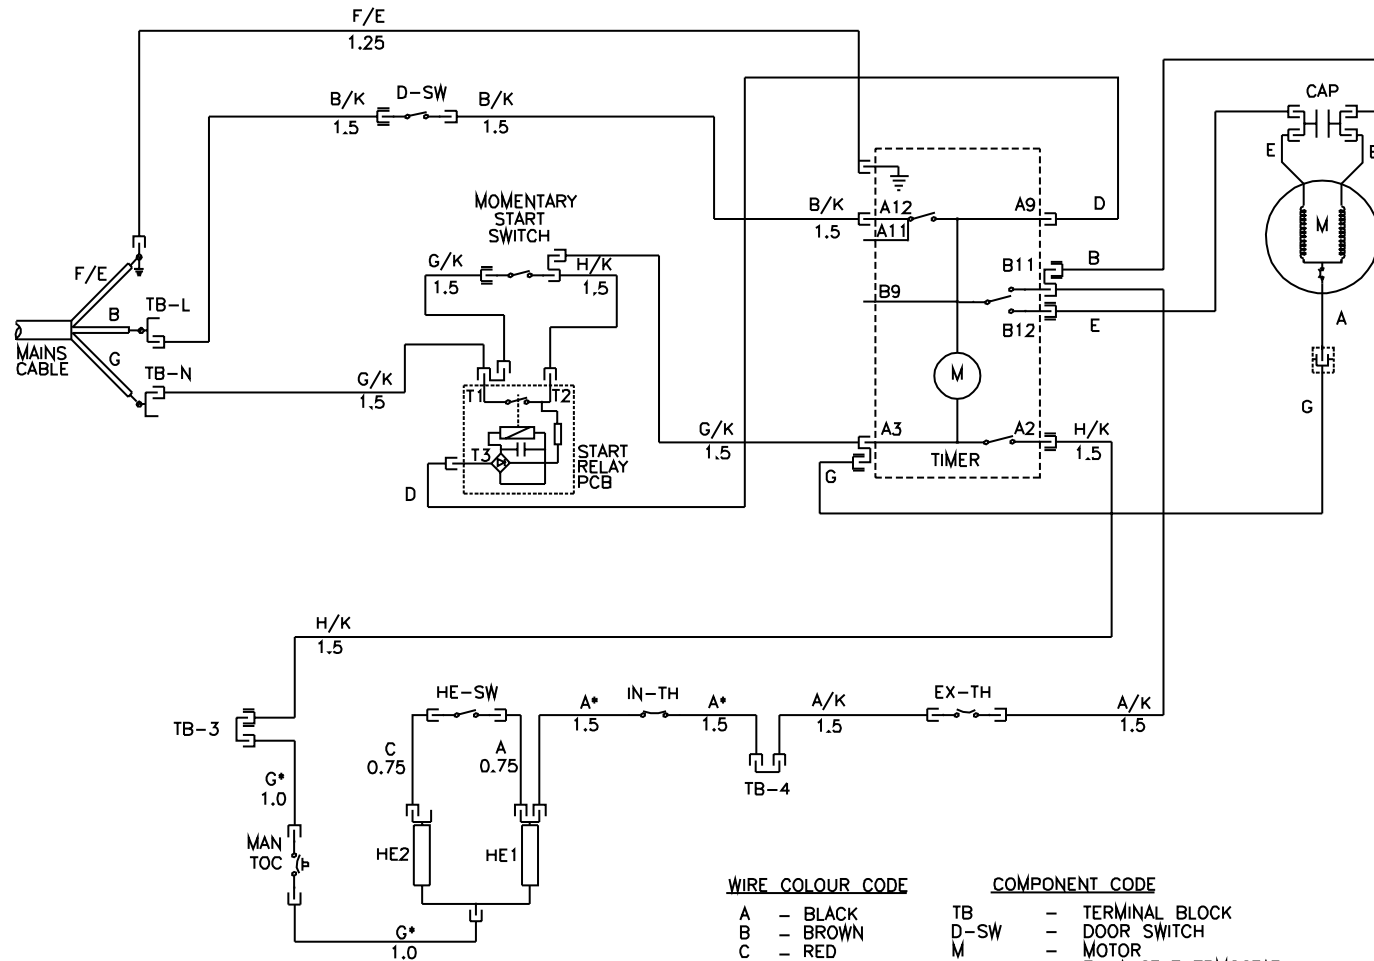 F/E
1.25
CAP
D-SW
B/K
1.5
B/K
1.5
E
MOMENTARY
START
SWITCH
B/K
1.5
A12
A11
A9
D
M
G/K
1.5
H/K
1.5
B11
B
F/E
B
G
TB-L
MAINS
CABLE
B9
B12
E
A
TB-N
G/K
1.5
M
T1
T2
G
G/K
1.5
A3
A2
H/K
1.5
T3
START
RELAY
PCB
TIMER
D
G
H/K
1.5
TB-3
HE-SW
A*
1.5
IN-TH
A*
1.5
A/K
1.5
EX-TH
A/K
1.5
C
0.75
A
0.75
TB-4
G*
1.0
MAN
TOC
HE2
HE1
G*
1.0
WIRE COLOUR CODE
A - BLACK
B - BROWN
C - RED
COMPONENT CODE
TB - TERMINAL BLOCK
D-SW - DOOR SWITCH
M - MOTOR